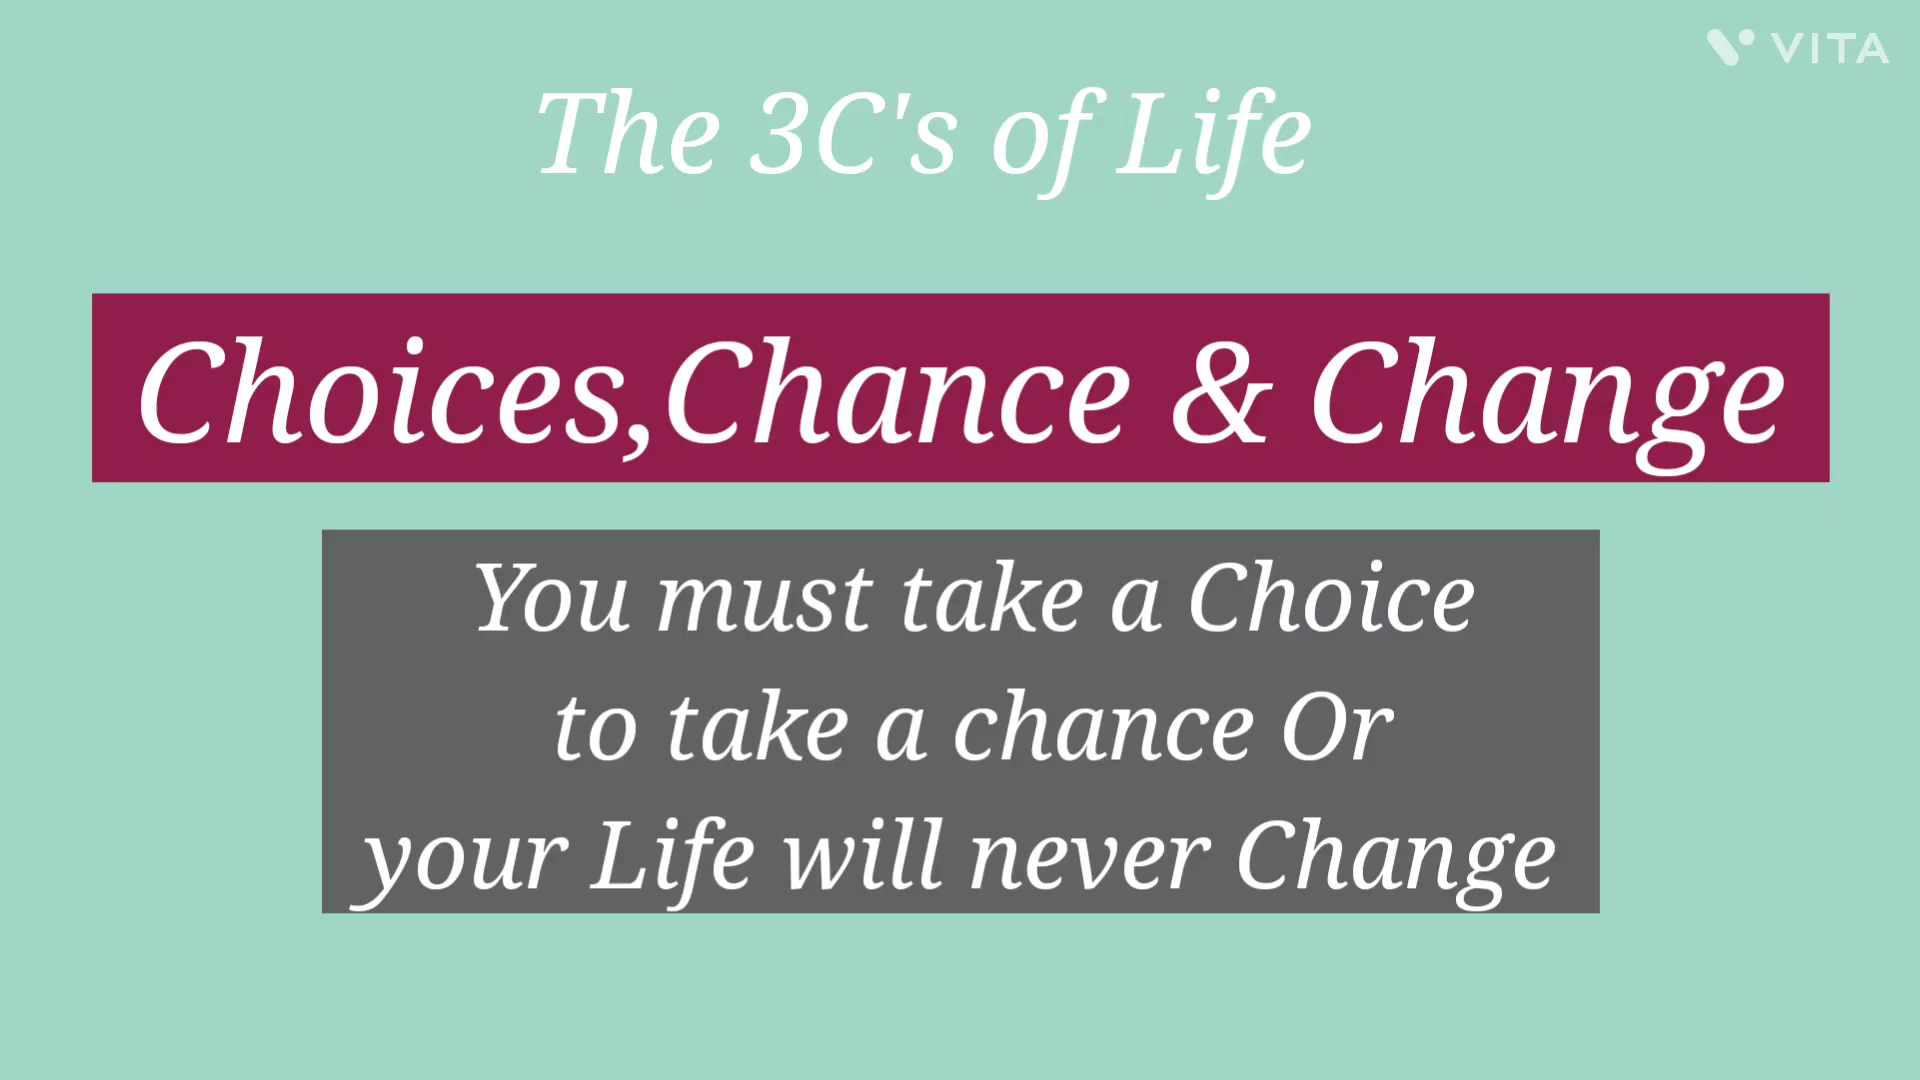 VITA
The 3C's of Life
Choices,Chance & Change
You must take a Choice
to take a chance Or
your Life will never Change